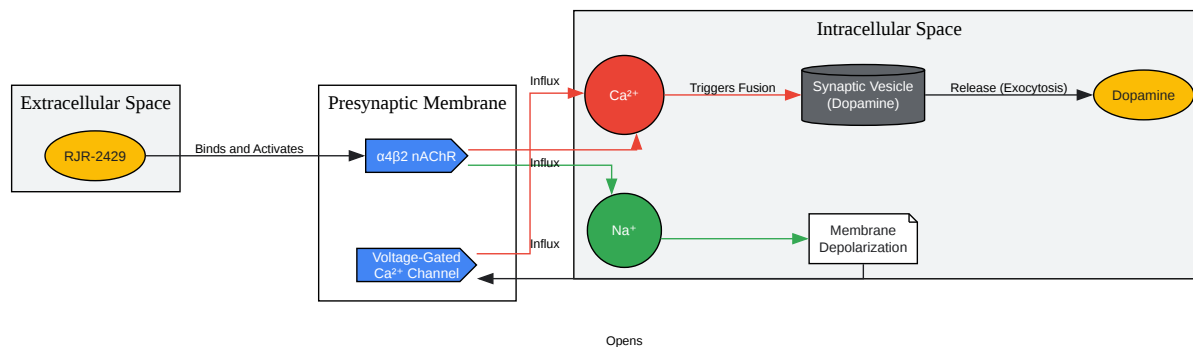 Intracellular Space
Extracellular Space
RJR-2429
Binds and Activates
Presynaptic Membrane
α4β2 nAChR
Voltage-Gated
Ca²⁺ Channel
Influx
Influx
Influx
Ca²⁺
Triggers Fusion
Synaptic Vesicle
(Dopamine)
Release (Exocytosis)
Dopamine
Na⁺
Membrane
Depolarization
Opens